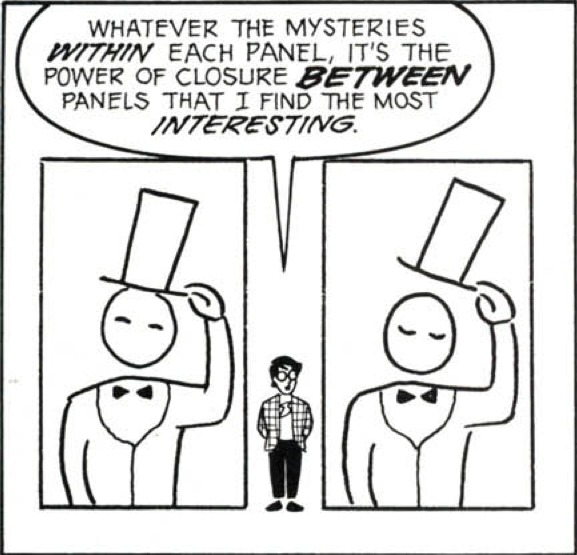 WHATEVER THE MYSTERIES
WITHIN EACH PANEL, IT'S THE
POWER OF CLOSURE BETWEEN
PANELS THAT I FIND THE MOST
INTERESTING.